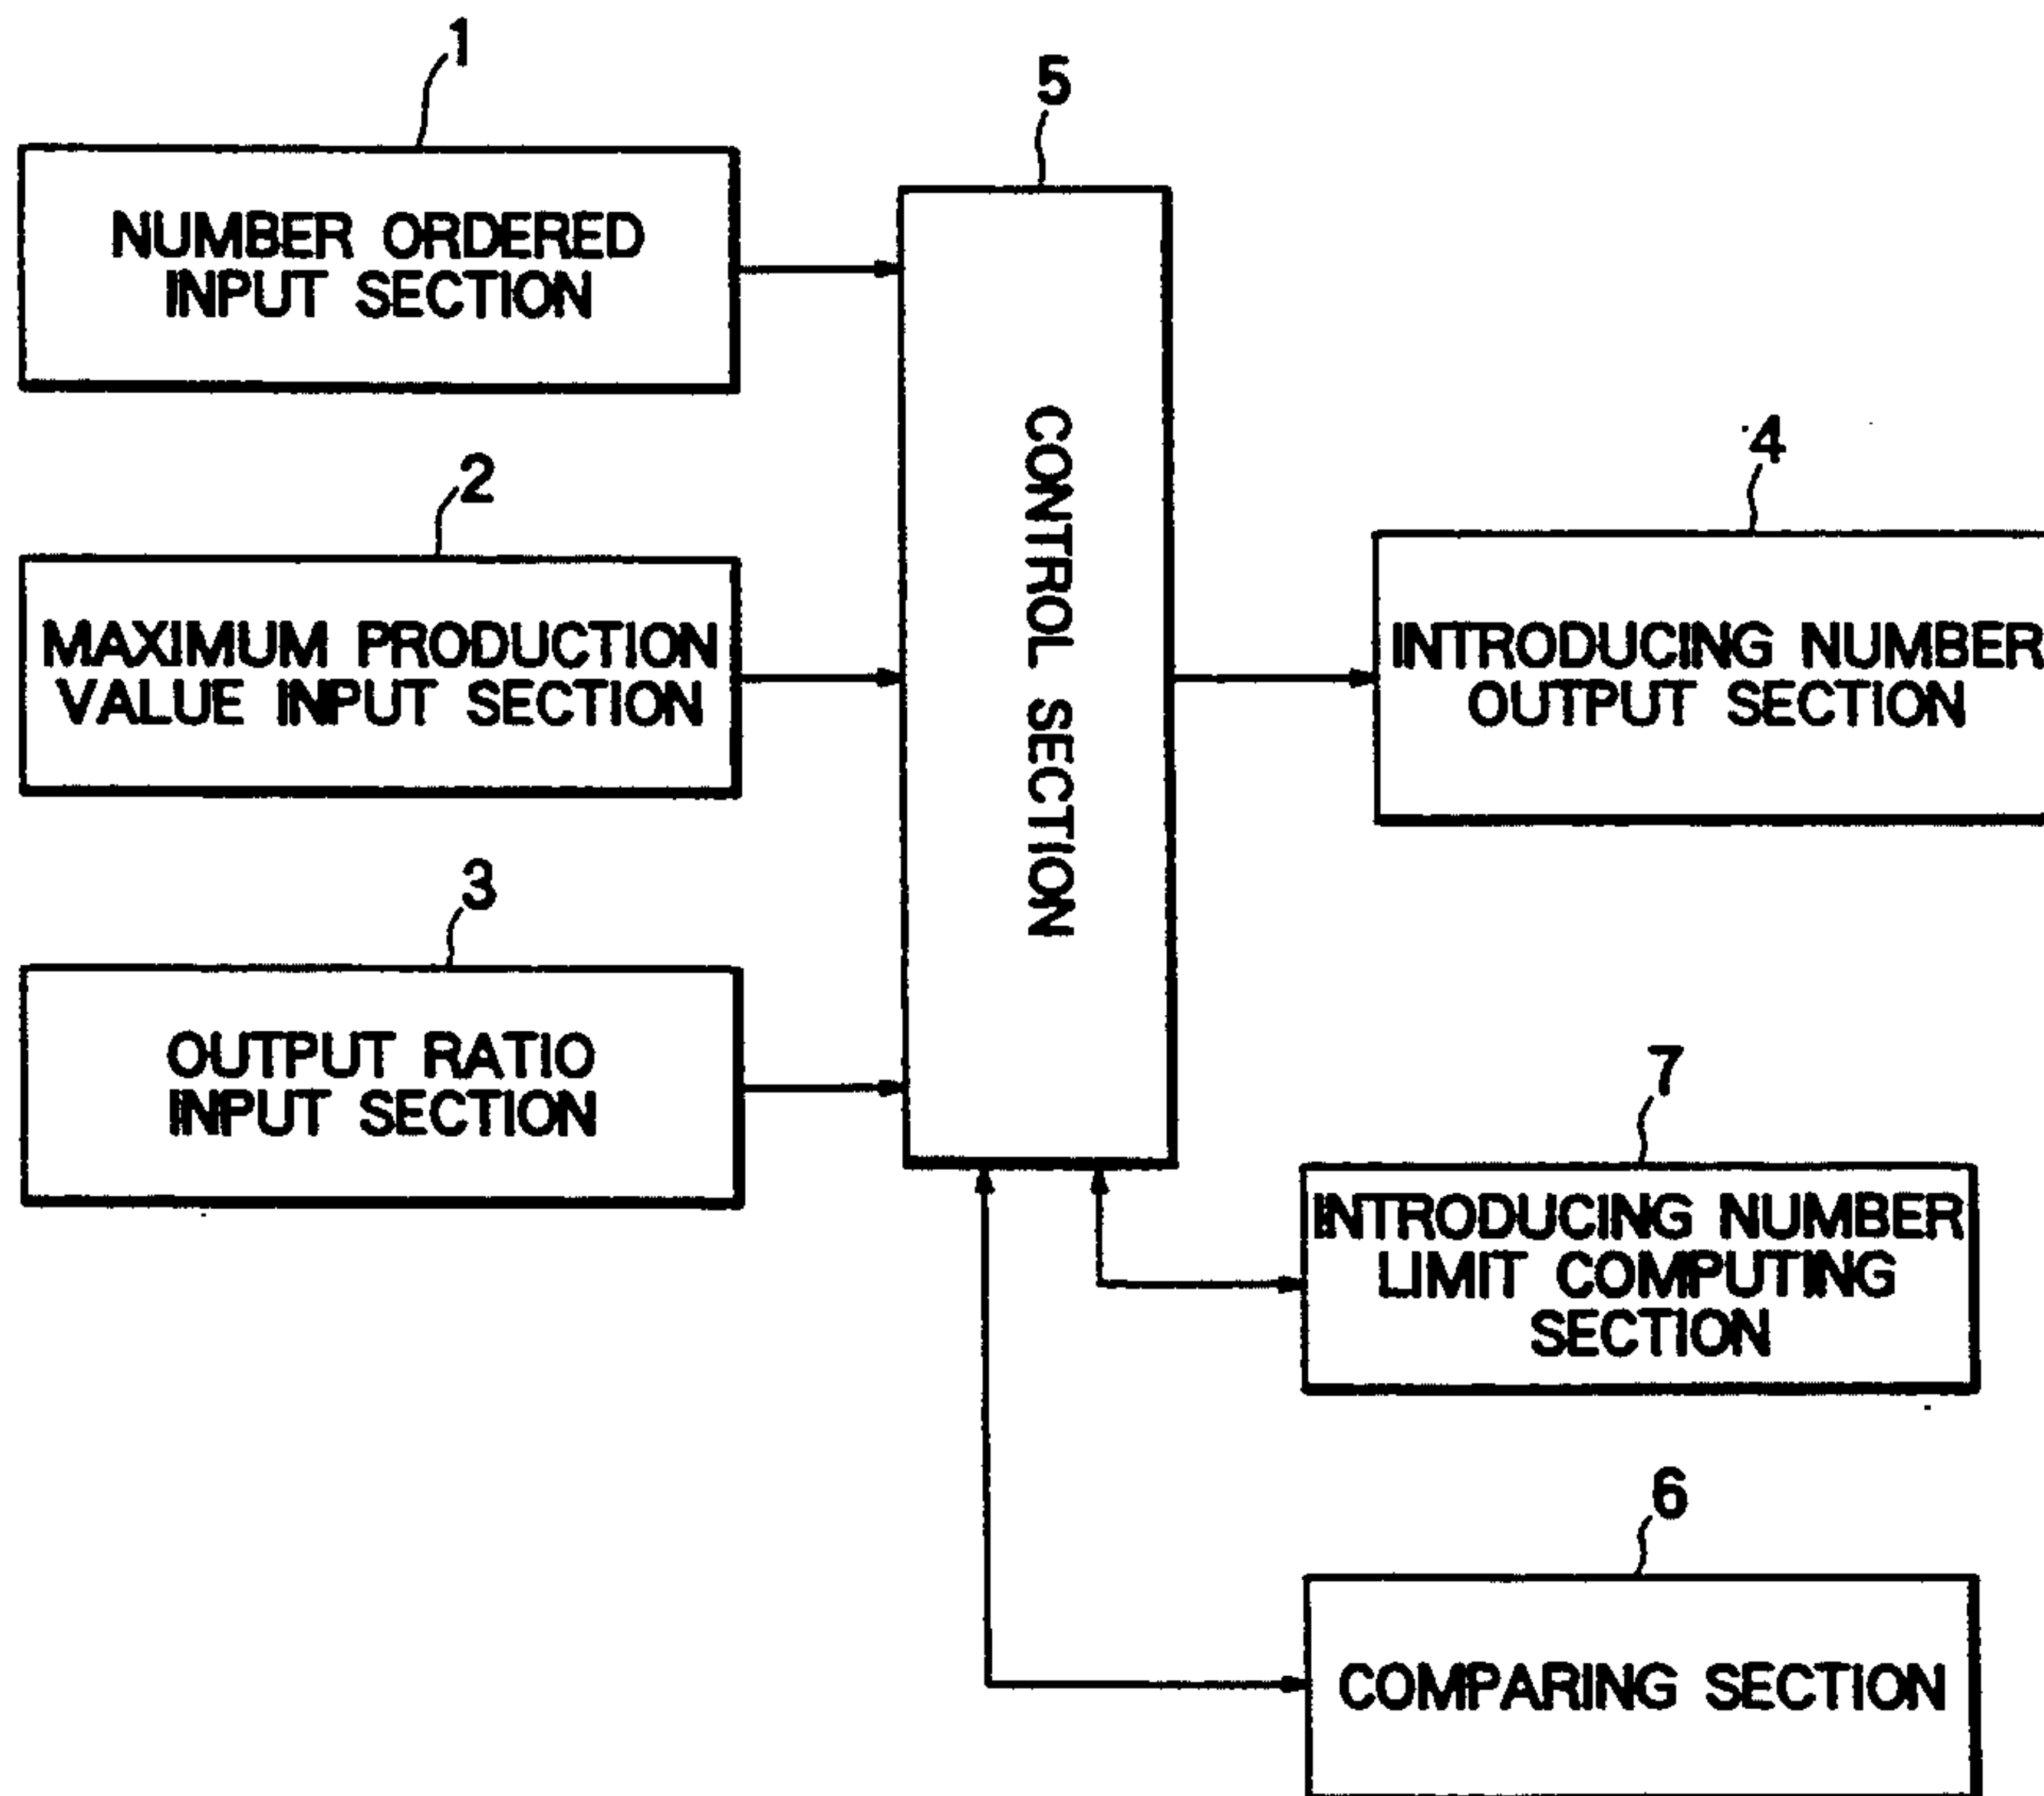 1
NUMBER ORDERED
INPUT SECTION
2
MAXIMUM PRODUCTION
VALUE INPUT SECTION
3
OUTPUT RATIO
INPUT SECTION
5
CONTROL SECTION
4
INTRODUCING NUMBER
OUTPUT SECTION
7
INTRODUCING NUMBER
LIMIT COMPUTING
SECTION
6
COMPARING SECTION